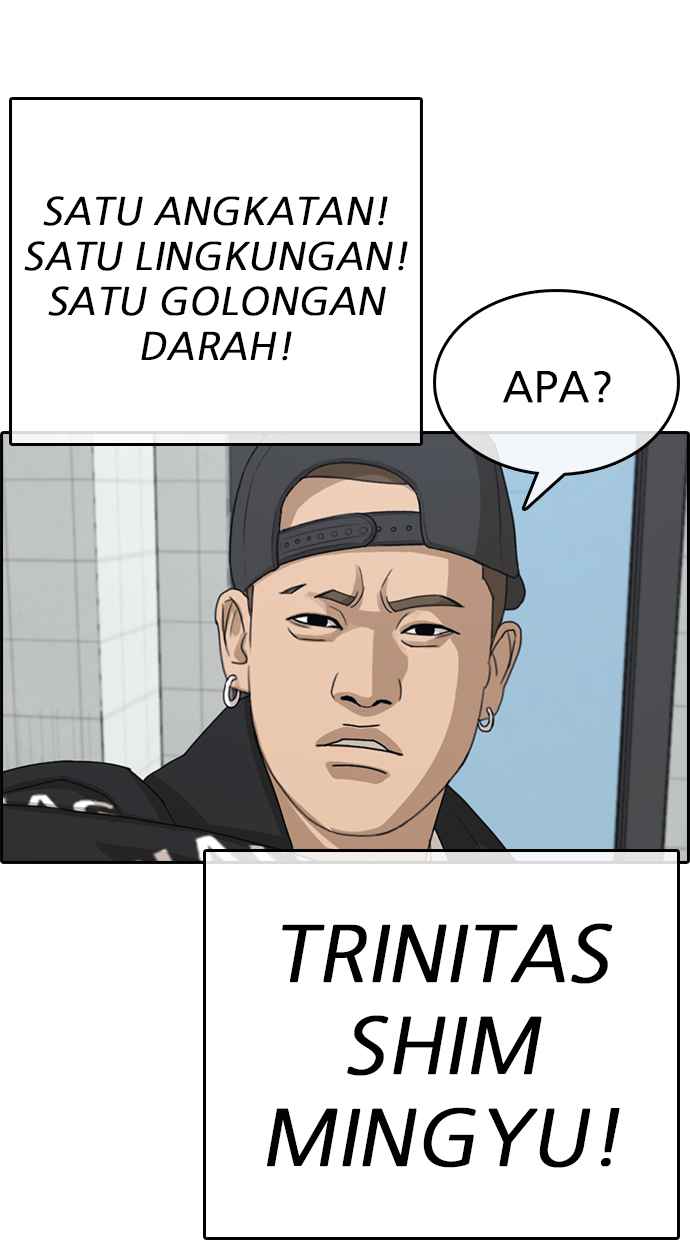 SATU ANGKATAN!
SATU LINGKUNGAN!
SATU GOLONGAN
DARAH!
APA?
TRINITAS
SHIM
MINGYU!